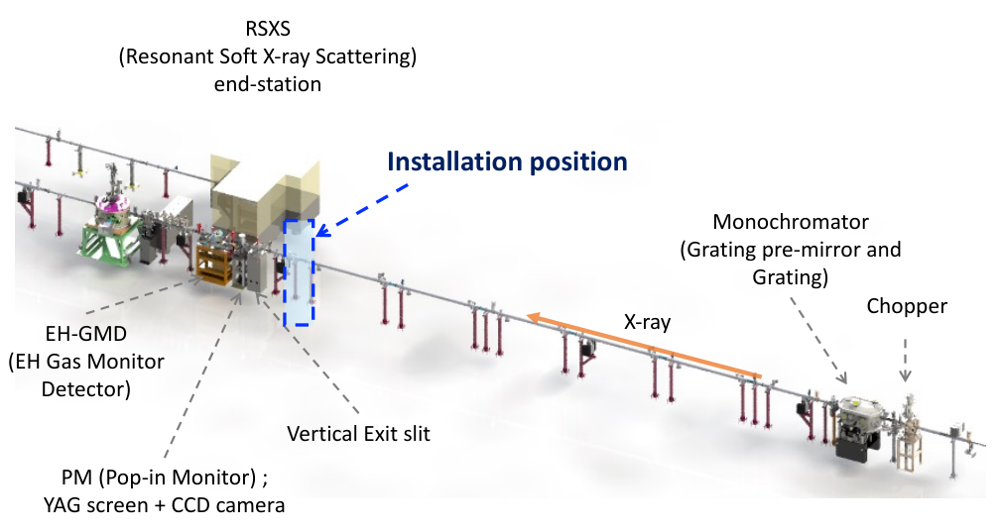 RSXS
(Resonant Soft X-ray Scattering)
end-station
Installation position
Monochromator
(Grating pre-mirror and
Grating)
Chopper
X-ray
EH-GMD
(EH Gas Monitor
Detector)
Vertical Exit slit
PM (Pop-in Monitor) ;
YAG screen + CCD camera